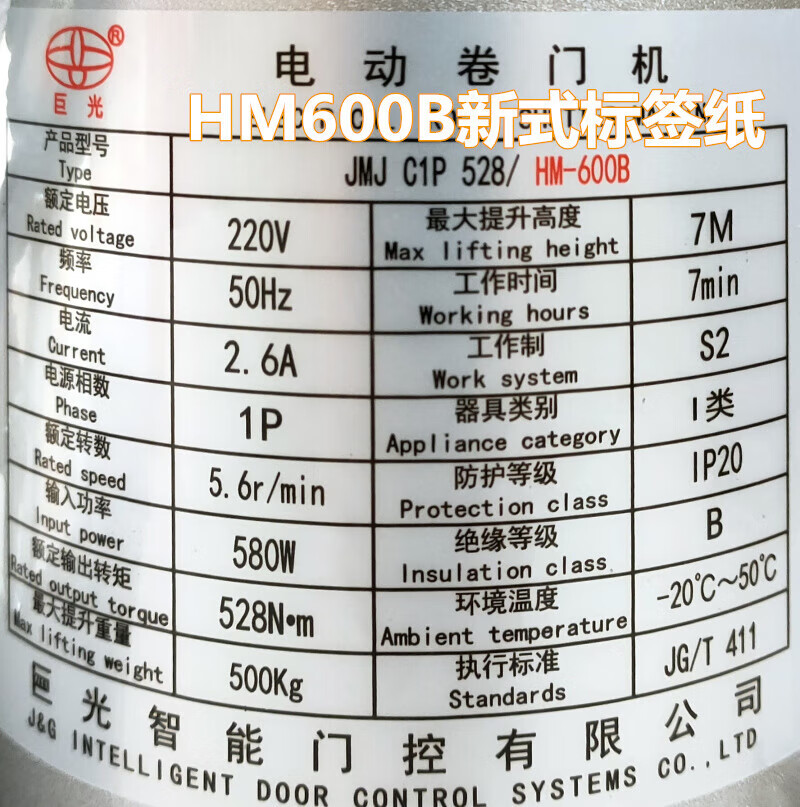 ®
巨光
电动卷门机
HM600B新式标签纸
产品型号
Type
JMJ C1P 528/ HM-600B
额定电压
Rated voltage
220V
最大提升高度
Max lifting height
7M
频率
Frequency
50Hz
工作时间
Working hours
7min
电流
Current
2.6A
工作制
Work system
S2
电源相数
Phase
1P
器具类别
Appliance category
I类
额定转数
Rated speed
5.6r/min
防护等级
Protection class
IP20
输入功率
Input power
580W
绝缘等级
Insulation class
B
额定输出转矩
Rated output torque
528N•m
环境温度
Ambient temperature
-20℃~50℃
最大提升重量
Max lifting weight
500Kg
执行标准
Standards
JG/T 411
巨光智能门控有限公司
J&G INTELLIGENT DOOR CONTROL SYSTEMS CO.,LTD